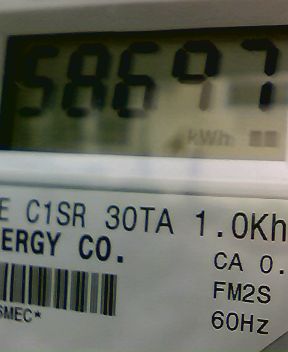 58697
kWh
E C1SR 30TA 1.0Kh
ERGY CO.
CA 0.
FM2S
SMEC*
60Hz